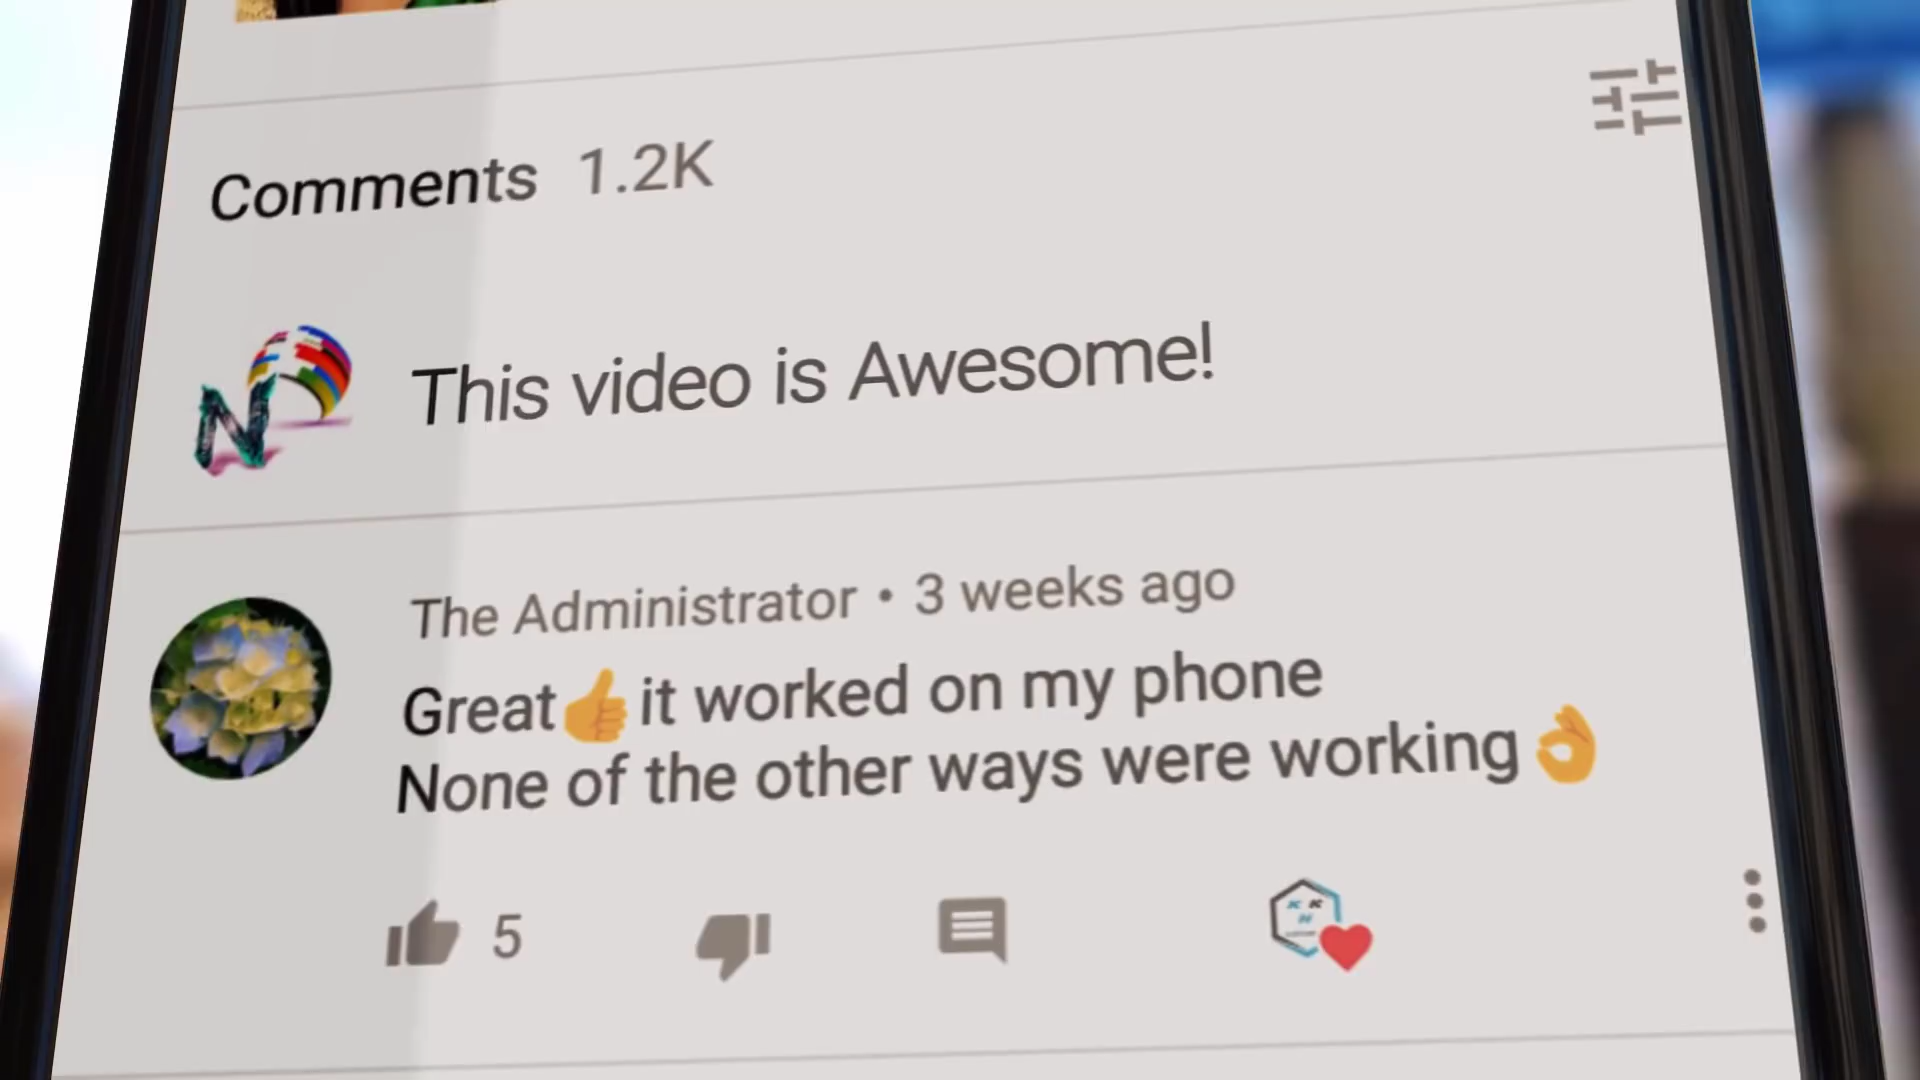 Comments 1.2K
This video is Awesome!
The Administrator • 3 weeks ago
Great👍it worked on my phone
None of the other ways were working👌
5